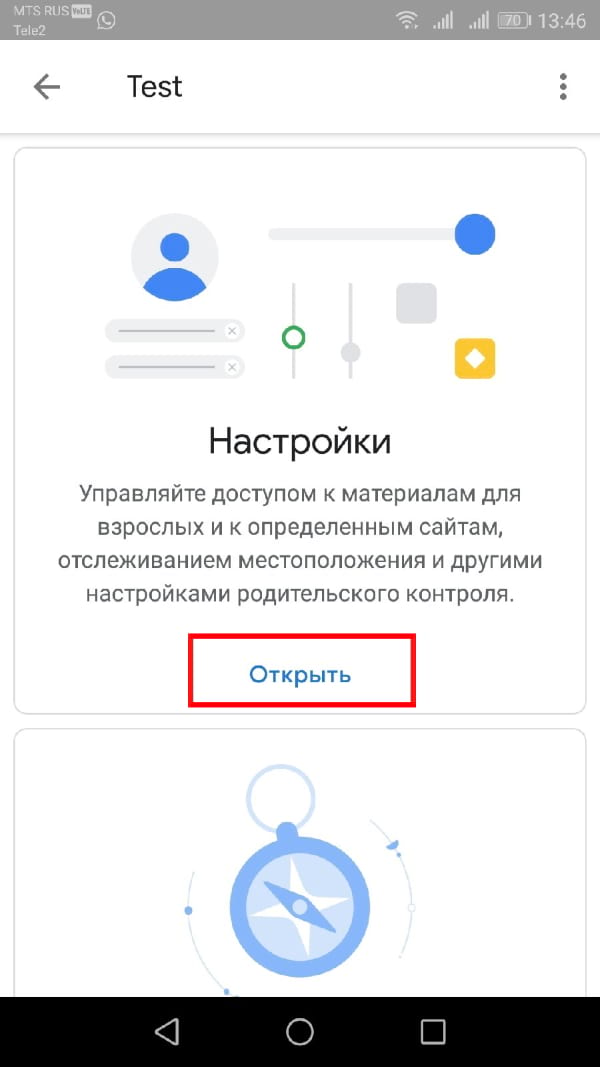 MTS RUS VoLTE
Tele2
70
13:46
Test
Настройки
Управляйте доступом к материалам для
взрослых и к определенным сайтам,
отслеживанием местоположения и другими
настройками родительского контроля.
Открыть